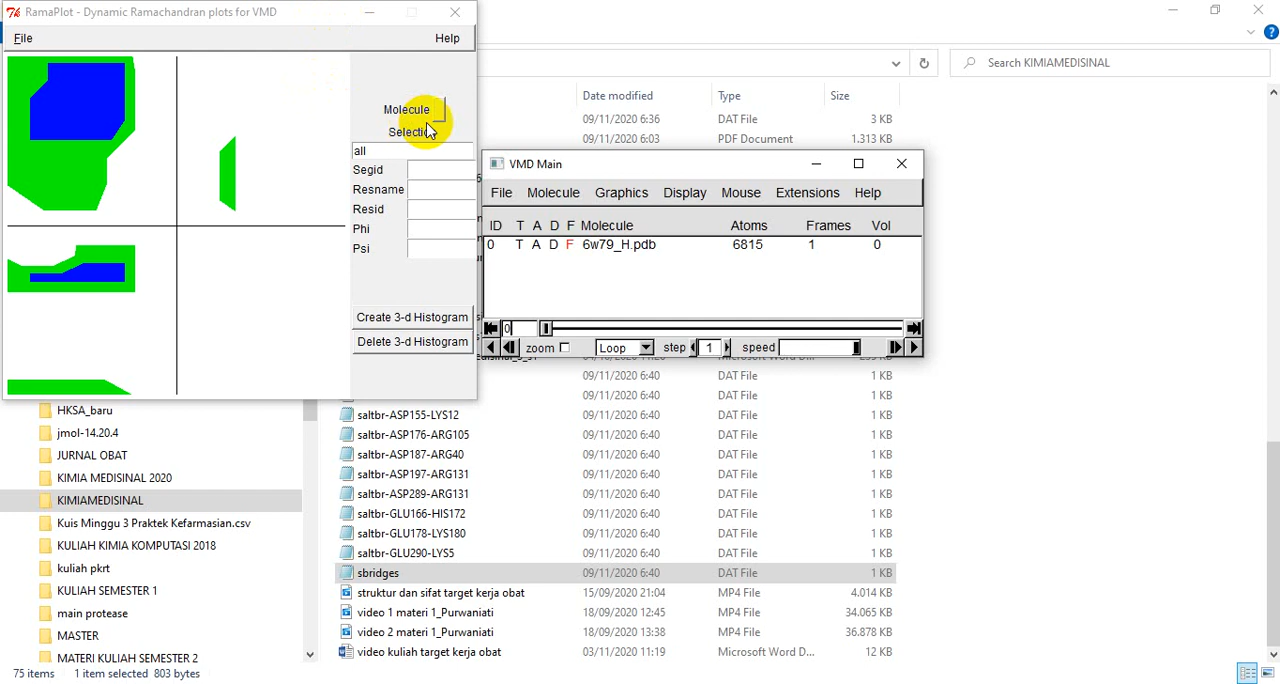 RamaPlot - Dynamic Ramachandran plots for VMD
File
Help
Molecule
all
Segid
Resname
Resid
Phi
Psi
Create 3-d Histogram
Delete 3-d Histogram
Search KIMIAMEDISINAL
Date modified Type Size
09/11/2020 6:36 DAT File 3 KB
09/11/2020 6:03 PDF Document 1.313 KB
VMD Main
File Molecule Graphics Display Mouse Extensions Help
ID T A D F Molecule Atoms Frames Vol
0 T A D F 6w79_H.pdb 6815 1 0
0
zoom Loop step 1 speed
09/11/2020 6:40 DAT File 1 KB
HKSA_baru
jmol-14.20.4
JURNAL OBAT
KIMIA MEDISINAL 2020
KIMIAMEDISINAL
Kuis Minggu 3 Praktek Kefarmasian.csv
KULIAH KIMIA KOMPUTASI 2018
kuliah pkrt
KULIAH SEMESTER 1
main protease
MASTER
MATERI KULIAH SEMESTER 2
09/11/2020 6:40 DAT File 1 KB
saltbr-ASP155-LYS12 09/11/2020 6:40 DAT File 1 KB
saltbr-ASP176-ARG105 09/11/2020 6:40 DAT File 1 KB
saltbr-ASP187-ARG40 09/11/2020 6:40 DAT File 1 KB
saltbr-ASP197-ARG131 09/11/2020 6:40 DAT File 1 KB
saltbr-ASP289-ARG131 09/11/2020 6:40 DAT File 1 KB
saltbr-GLU166-HIS172 09/11/2020 6:40 DAT File 1 KB
saltbr-GLU178-LYS180 09/11/2020 6:40 DAT File 1 KB
saltbr-GLU290-LYS5 09/11/2020 6:40 DAT File 1 KB
sbridges 09/11/2020 6:40 DAT File 1 KB
struktur dan sifat target kerja obat 15/09/2020 21:04 MP4 File 4.014 KB
video 1 materi 1_Purwaniati 18/09/2020 12:45 MP4 File 34.065 KB
video 2 materi 1_Purwaniati 18/09/2020 13:38 MP4 File 36.878 KB
video kuliah target kerja obat 03/11/2020 11:19 Microsoft Word D... 12 KB
75 items 1 item selected 803 bytes